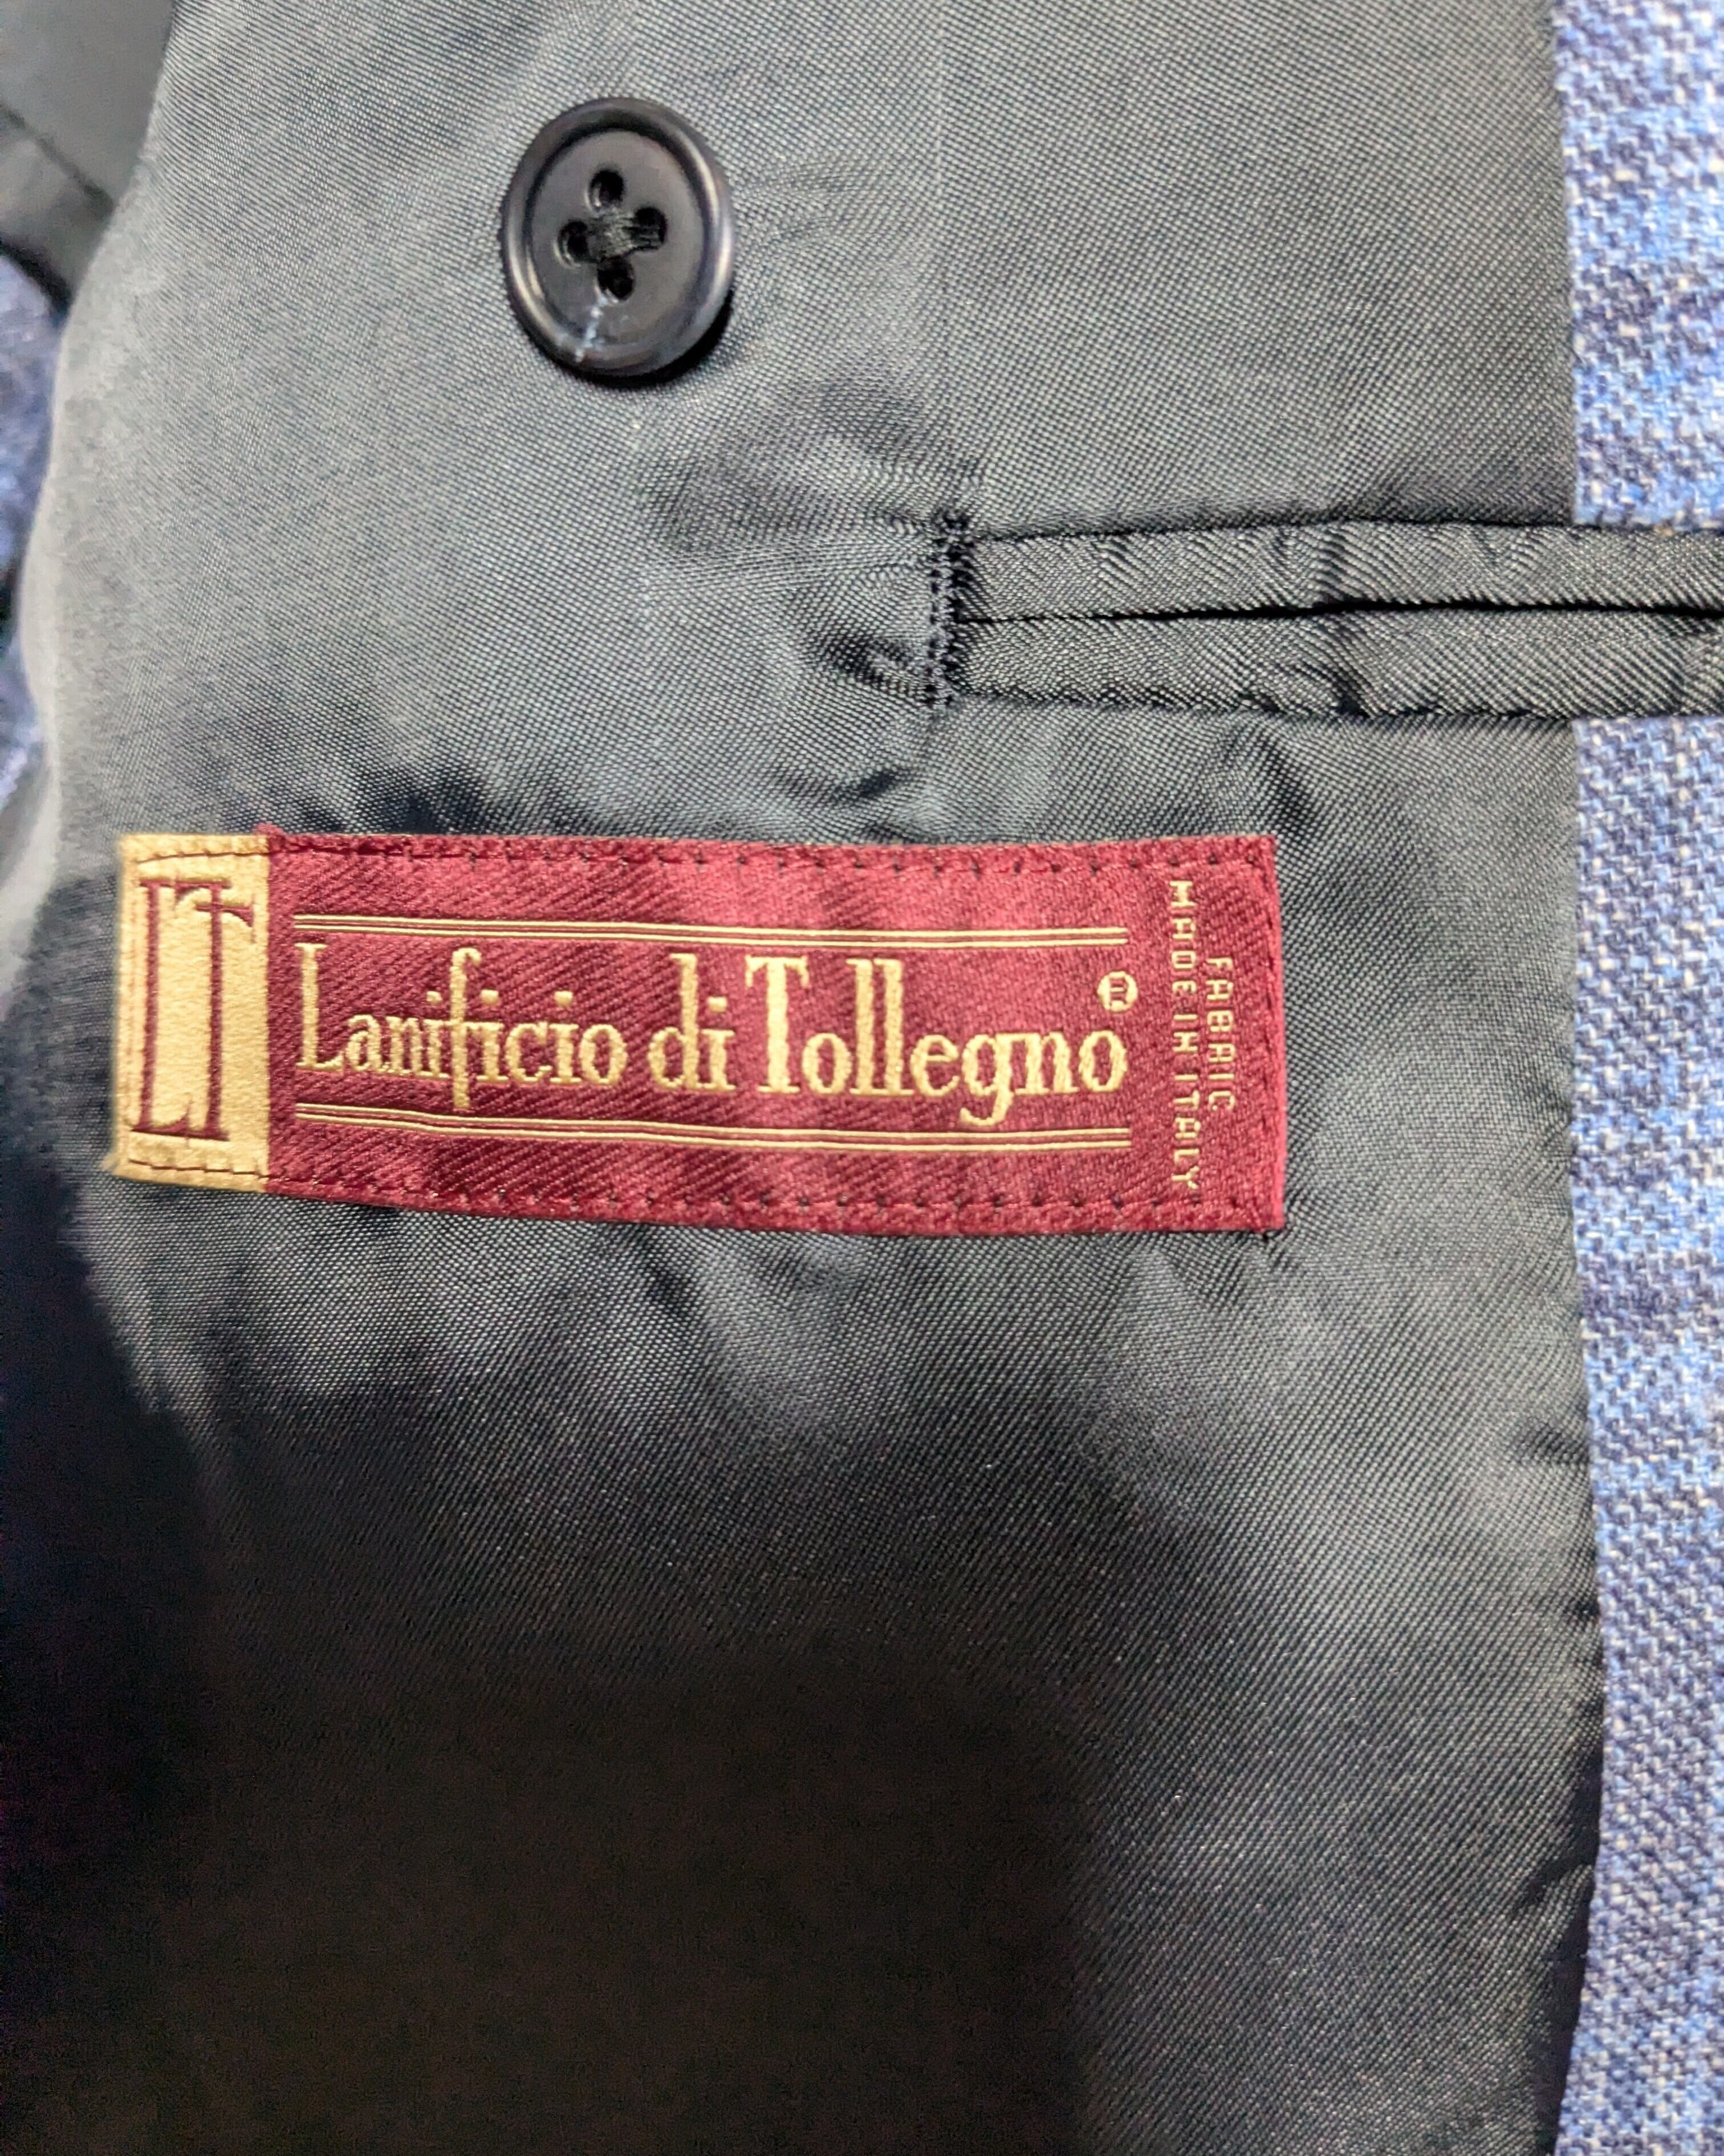 LT
Lanificio di Tollegno®
FABRIC
MADE IN ITALY